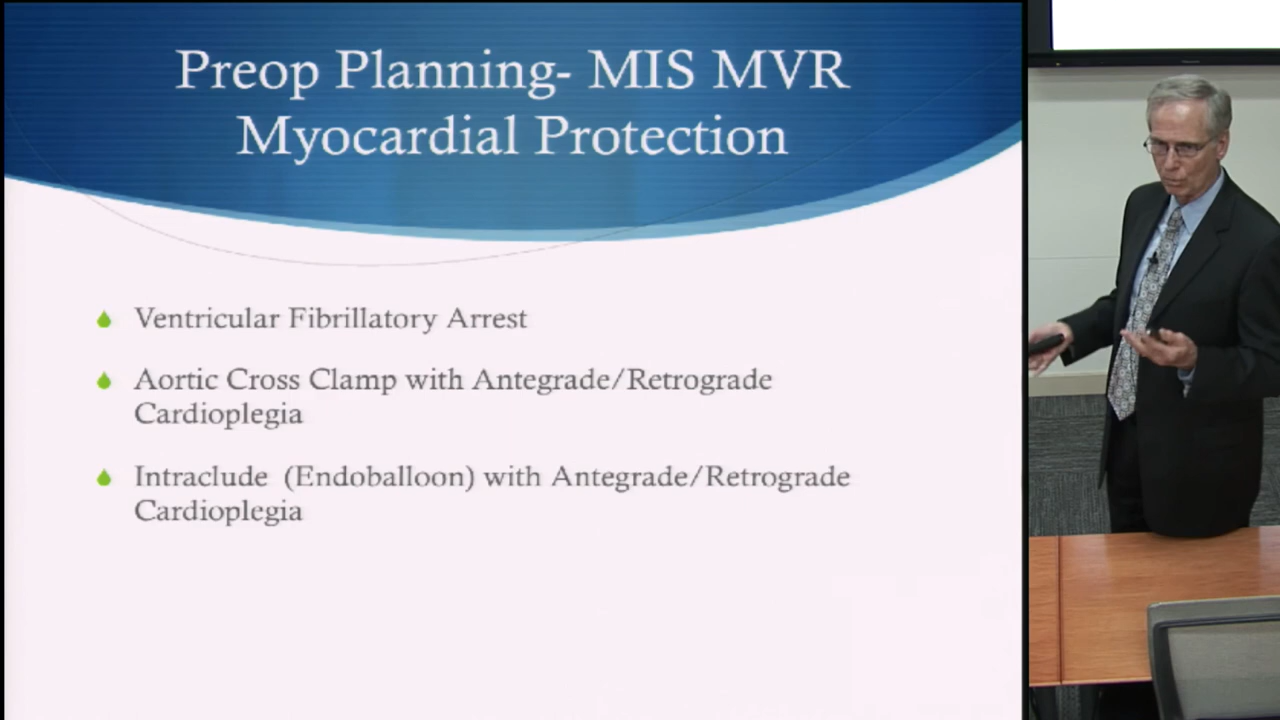 Preop Planning- MIS MVR
Myocardial Protection
Ventricular Fibrillatory Arrest
Aortic Cross Clamp with Antegrade/Retrograde
Cardioplegia
Intraclude (Endoballoon) with Antegrade/Retrograde
Cardioplegia